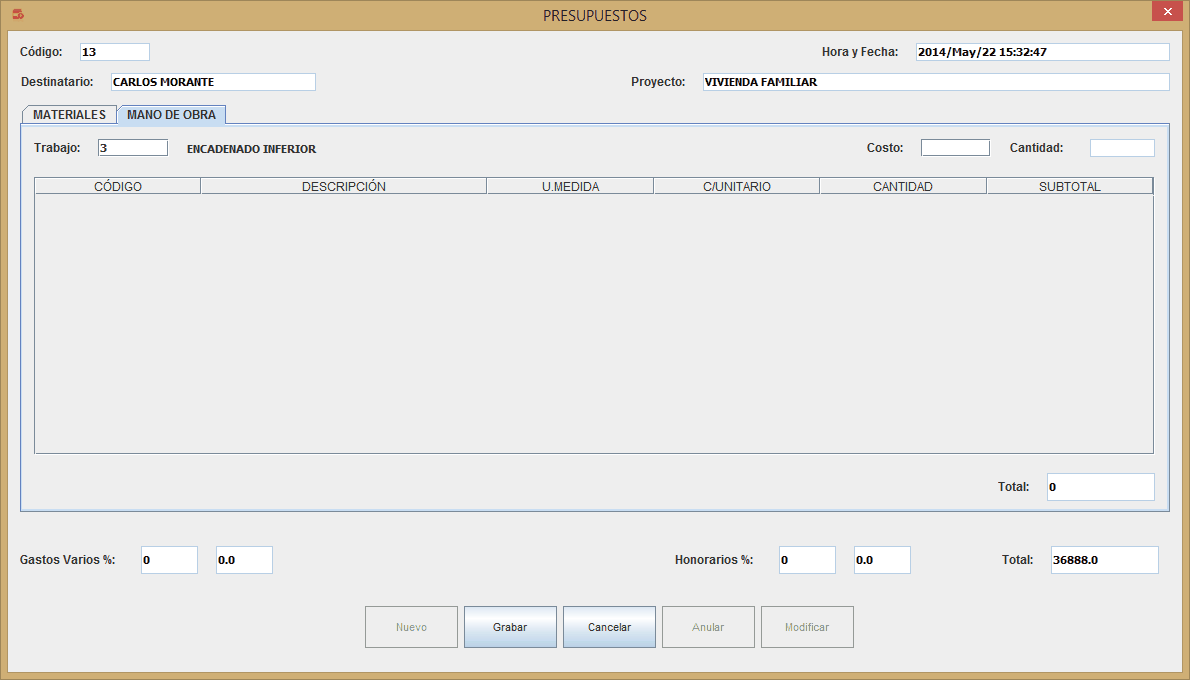 PRESUPUESTOS
Código: 13 Hora y Fecha: 2014/May/22 15:32:47
Destinatario: CARLOS MORANTE Proyecto: VIVIENDA FAMILIAR
MATERIALES MANO DE OBRA
Trabajo: 3 ENCADENADO INFERIOR Costo: Cantidad:
CÓDIGO DESCRIPCIÓN U.MEDIDA C/UNITARIO CANTIDAD SUBTOTAL
Total: 0
Gastos Varios %: 0 0.0 Honorarios %: 0 0.0 Total: 36888.0
Nuevo Grabar Cancelar Anular Modificar